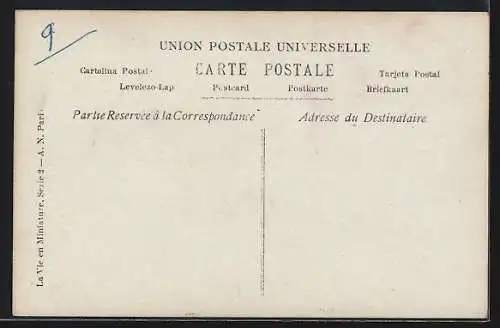 9
UNION POSTALE UNIVERSELLE
CARTE POSTALE
Cartolina Postal- Tarjeta Postal
Levelezo-Lap Postcard Postkarte Briefkaart
Partie Reservée à la Correspondance Adresse du Destinataire
La Vie en Miniature, Serie 2 — A. N. Paris